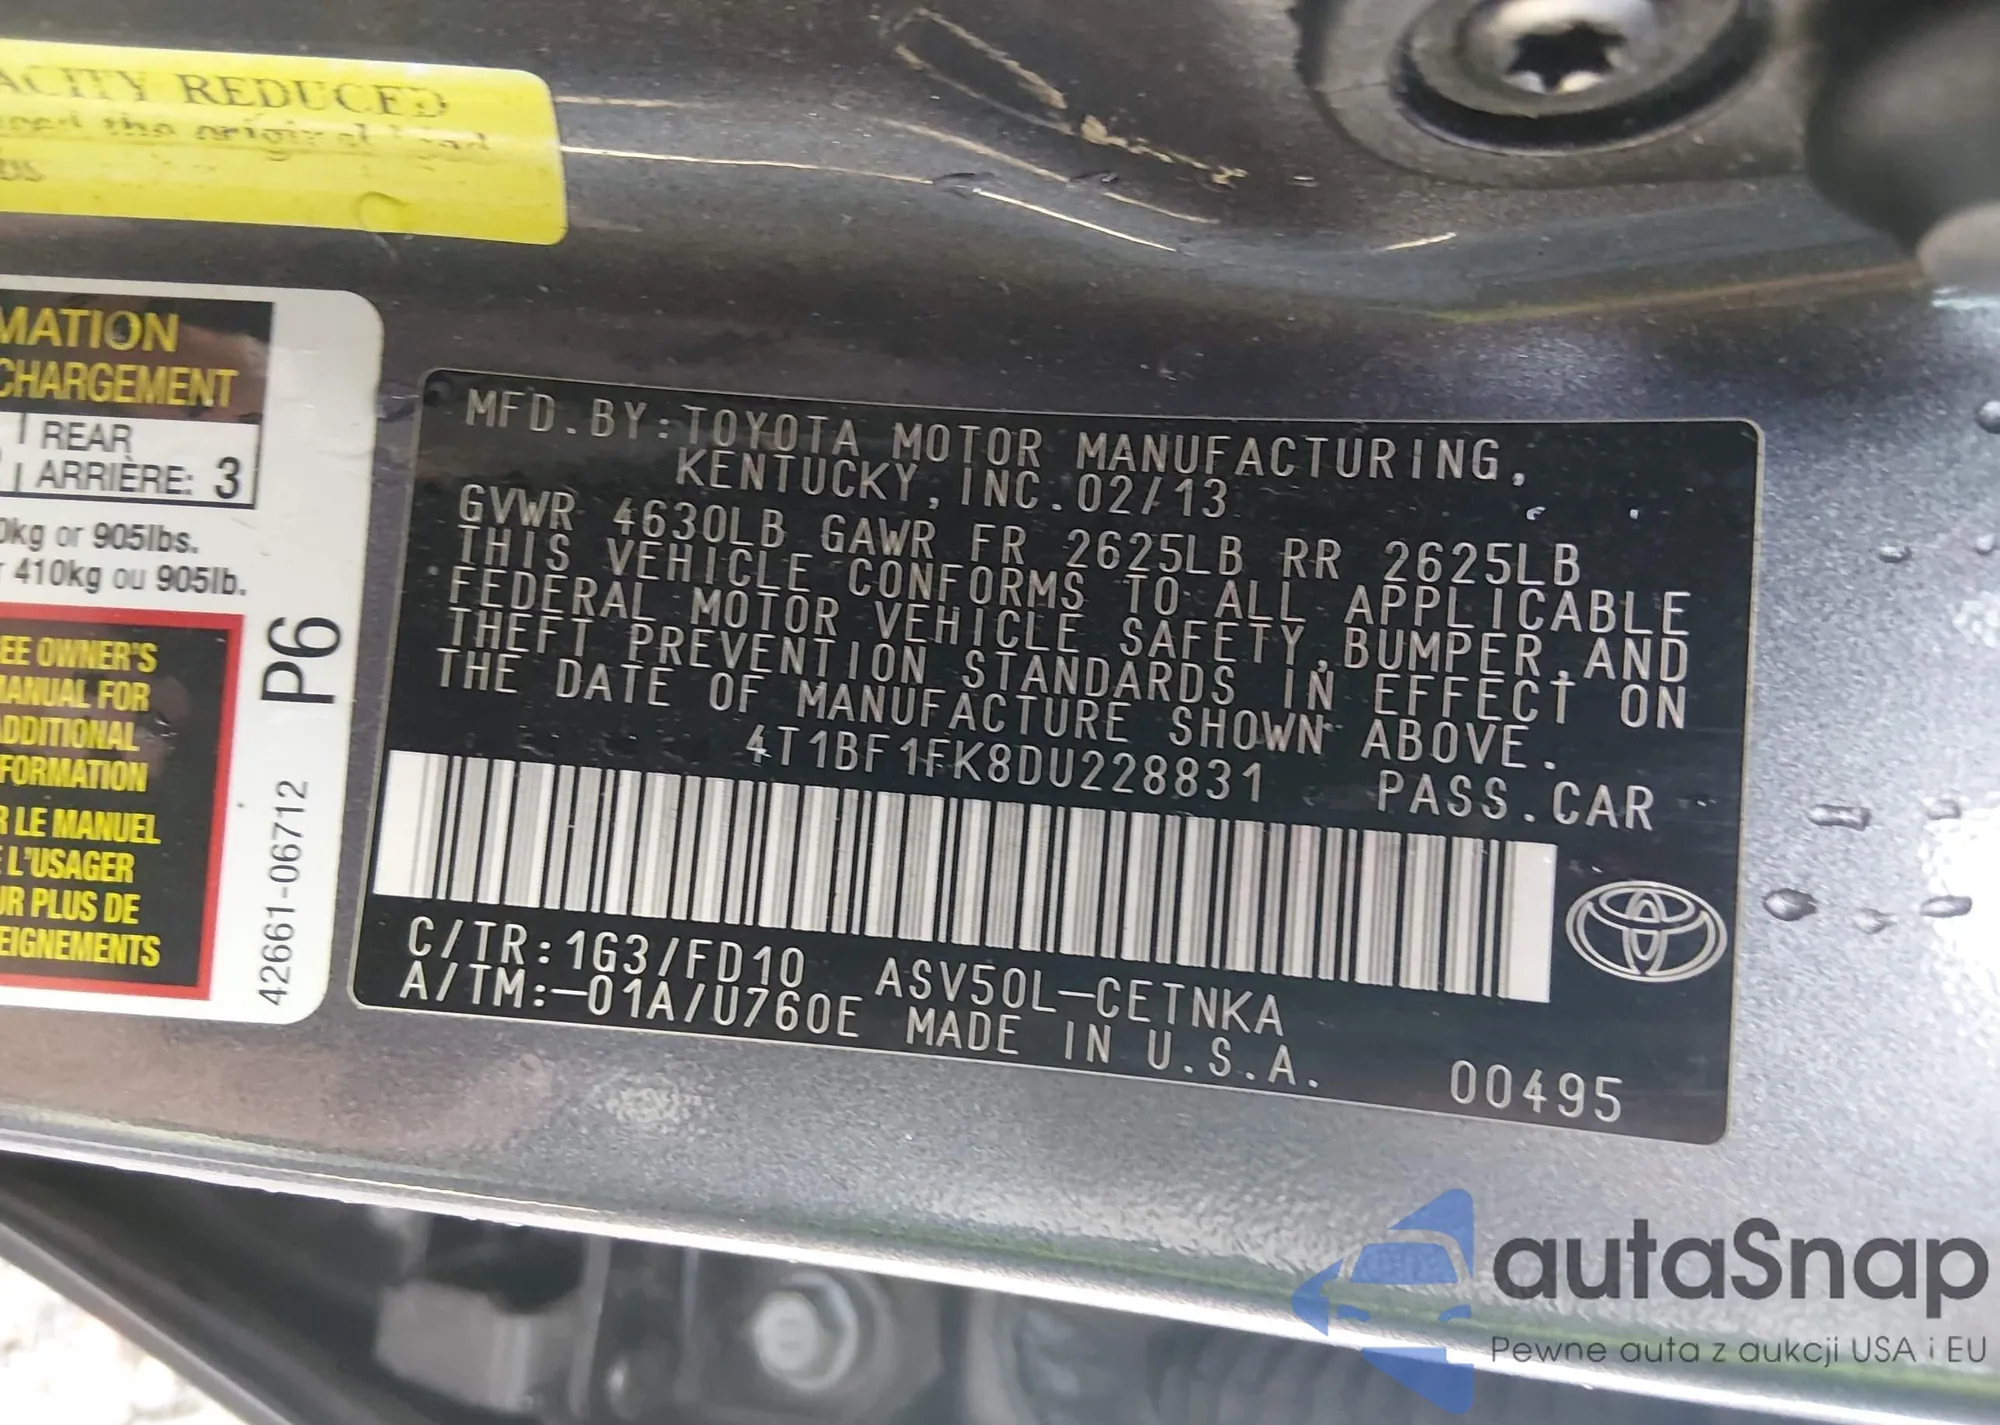 ACITY REDUCED
the original load
MATION
CHARGEMENT
REAR
ARRIÈRE: 3
0kg or 905lbs.
410kg ou 905lb.
EE OWNER'S
MANUAL FOR
ADDITIONAL
FORMATION
R LE MANUEL
L'USAGER
UR PLUS DE
EIGNEMENTS
P6
42661-06712
MFD.BY:TOYOTA MOTOR MANUFACTURING,
KENTUCKY,INC.02/13
GVWR 4630LB GAWR FR 2625LB RR 2625LB
THIS VEHICLE CONFORMS TO ALL APPLICABLE
FEDERAL MOTOR VEHICLE SAFETY,BUMPER,AND
THEFT PREVENTION STANDARDS IN EFFECT ON
THE DATE OF MANUFACTURE SHOWN ABOVE.
4T1BF1FK8DU228831 PASS.CAR
C/TR:1G3/FD10 ASV50L-CETNKA
A/TM:-01A/U760E MADE IN U.S.A.
00495
autaSnap
Pewne auta z aukcji USA i EU